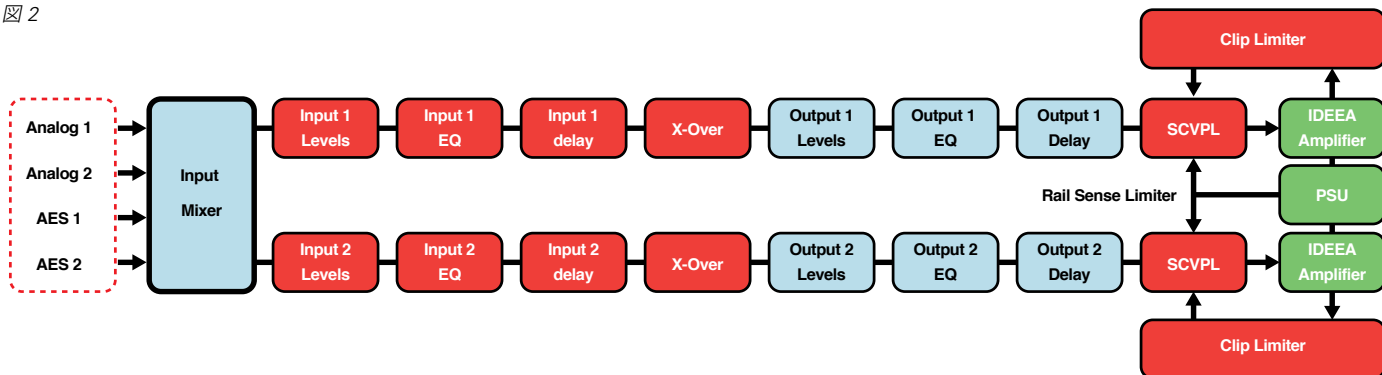 図 2
Clip Limiter
Analog 1
Analog 2
AES 1
AES 2
Input
Mixer
Input 1
Levels
Input 1
EQ
Input 1
delay
X-Over
Output 1
Levels
Output 1
EQ
Output 1
Delay
SCVPL
IDEEA
Amplifier
Rail Sense Limiter
PSU
Input 2
Levels
Input 2
EQ
Input 2
delay
X-Over
Output 2
Levels
Output 2
EQ
Output 2
Delay
SCVPL
IDEEA
Amplifier
Clip Limiter